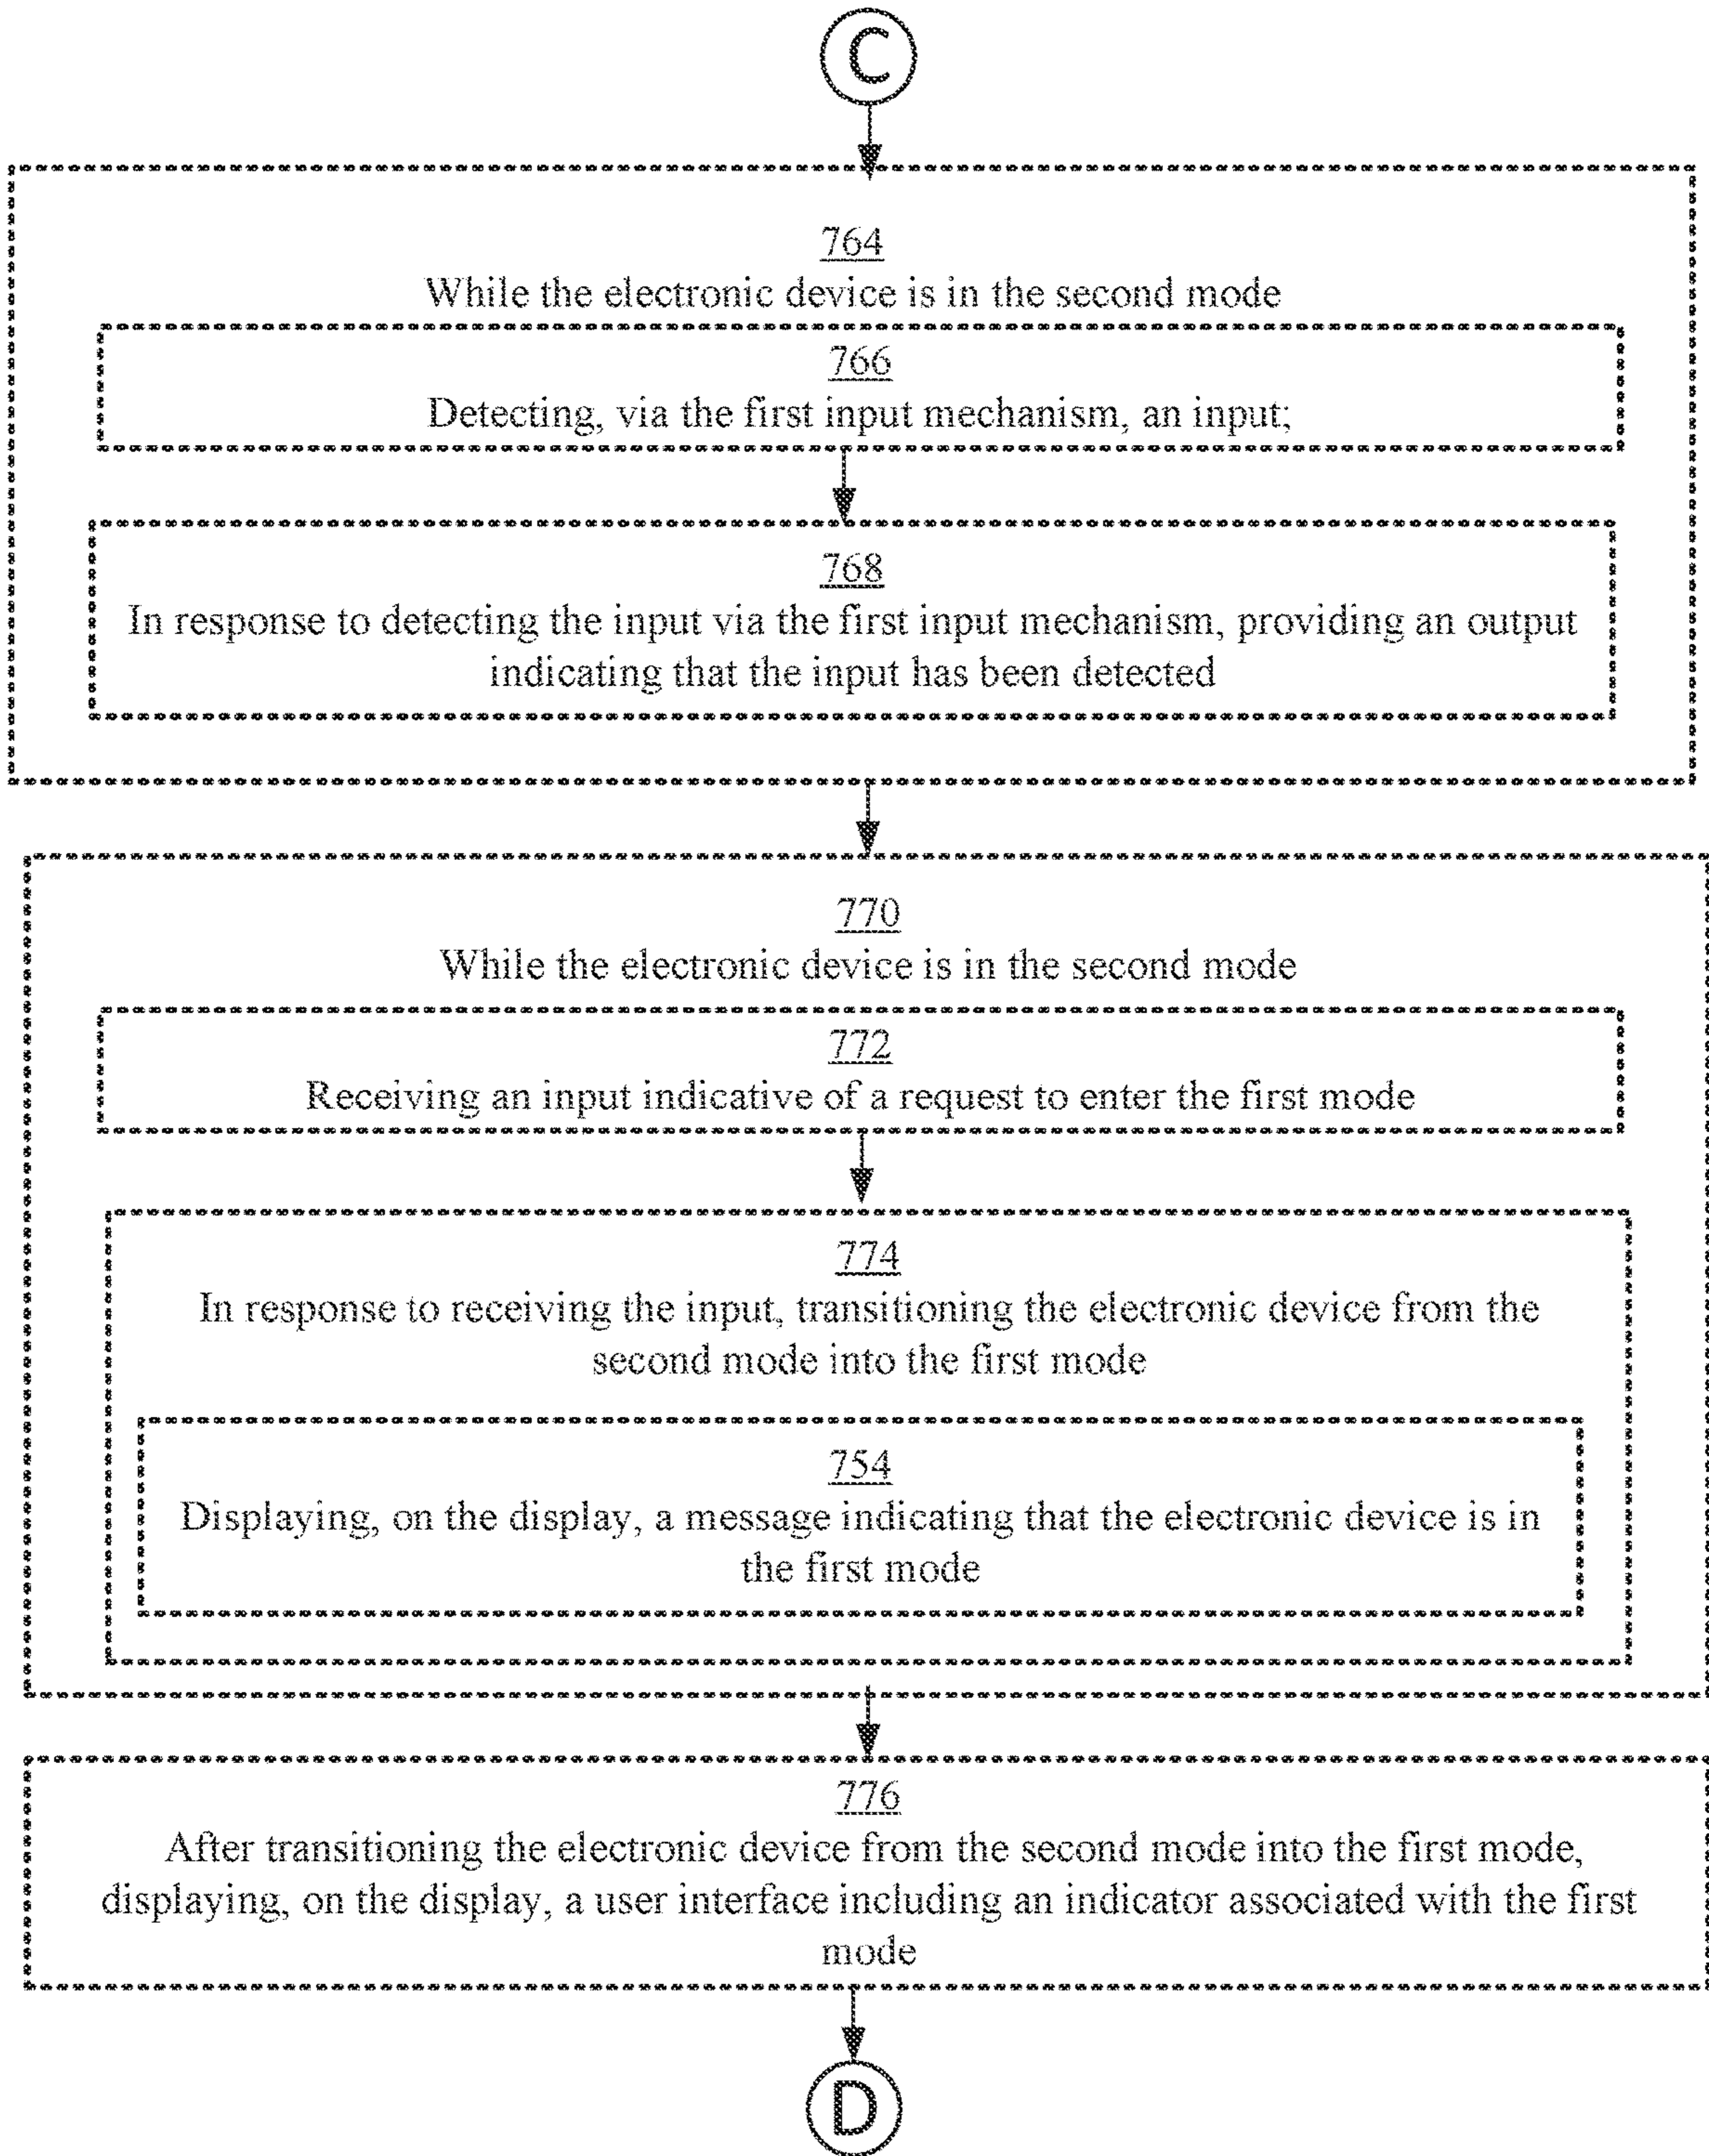 C
764
While the electronic device is in the second mode
766
Detecting, via the first input mechanism, an input;
768
In response to detecting the input via the first input mechanism, providing an output
indicating that the input has been detected
770
While the electronic device is in the second mode
772
Receiving an input indicative of a request to enter the first mode
774
In response to receiving the input, transitioning the electronic device from the
second mode into the first mode
754
Displaying, on the display, a message indicating that the electronic device is in
the first mode
776
After transitioning the electronic device from the second mode into the first mode,
displaying, on the display, a user interface including an indicator associated with the first
mode
D